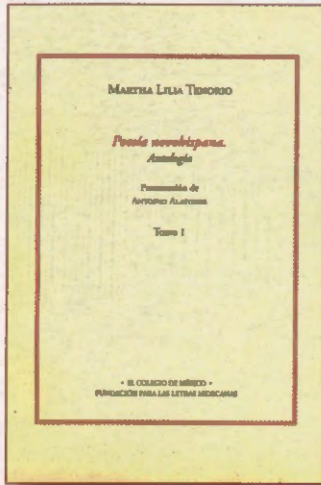 MARTHA LILIA TENORIO
Poesía novohispana.
Antología
Presentación de
ANTONIO ALATORRE
Tomo I
• EL COLEGIO DE MÉXICO •
FUNDACIÓN PARA LAS LETRAS MEXICANAS